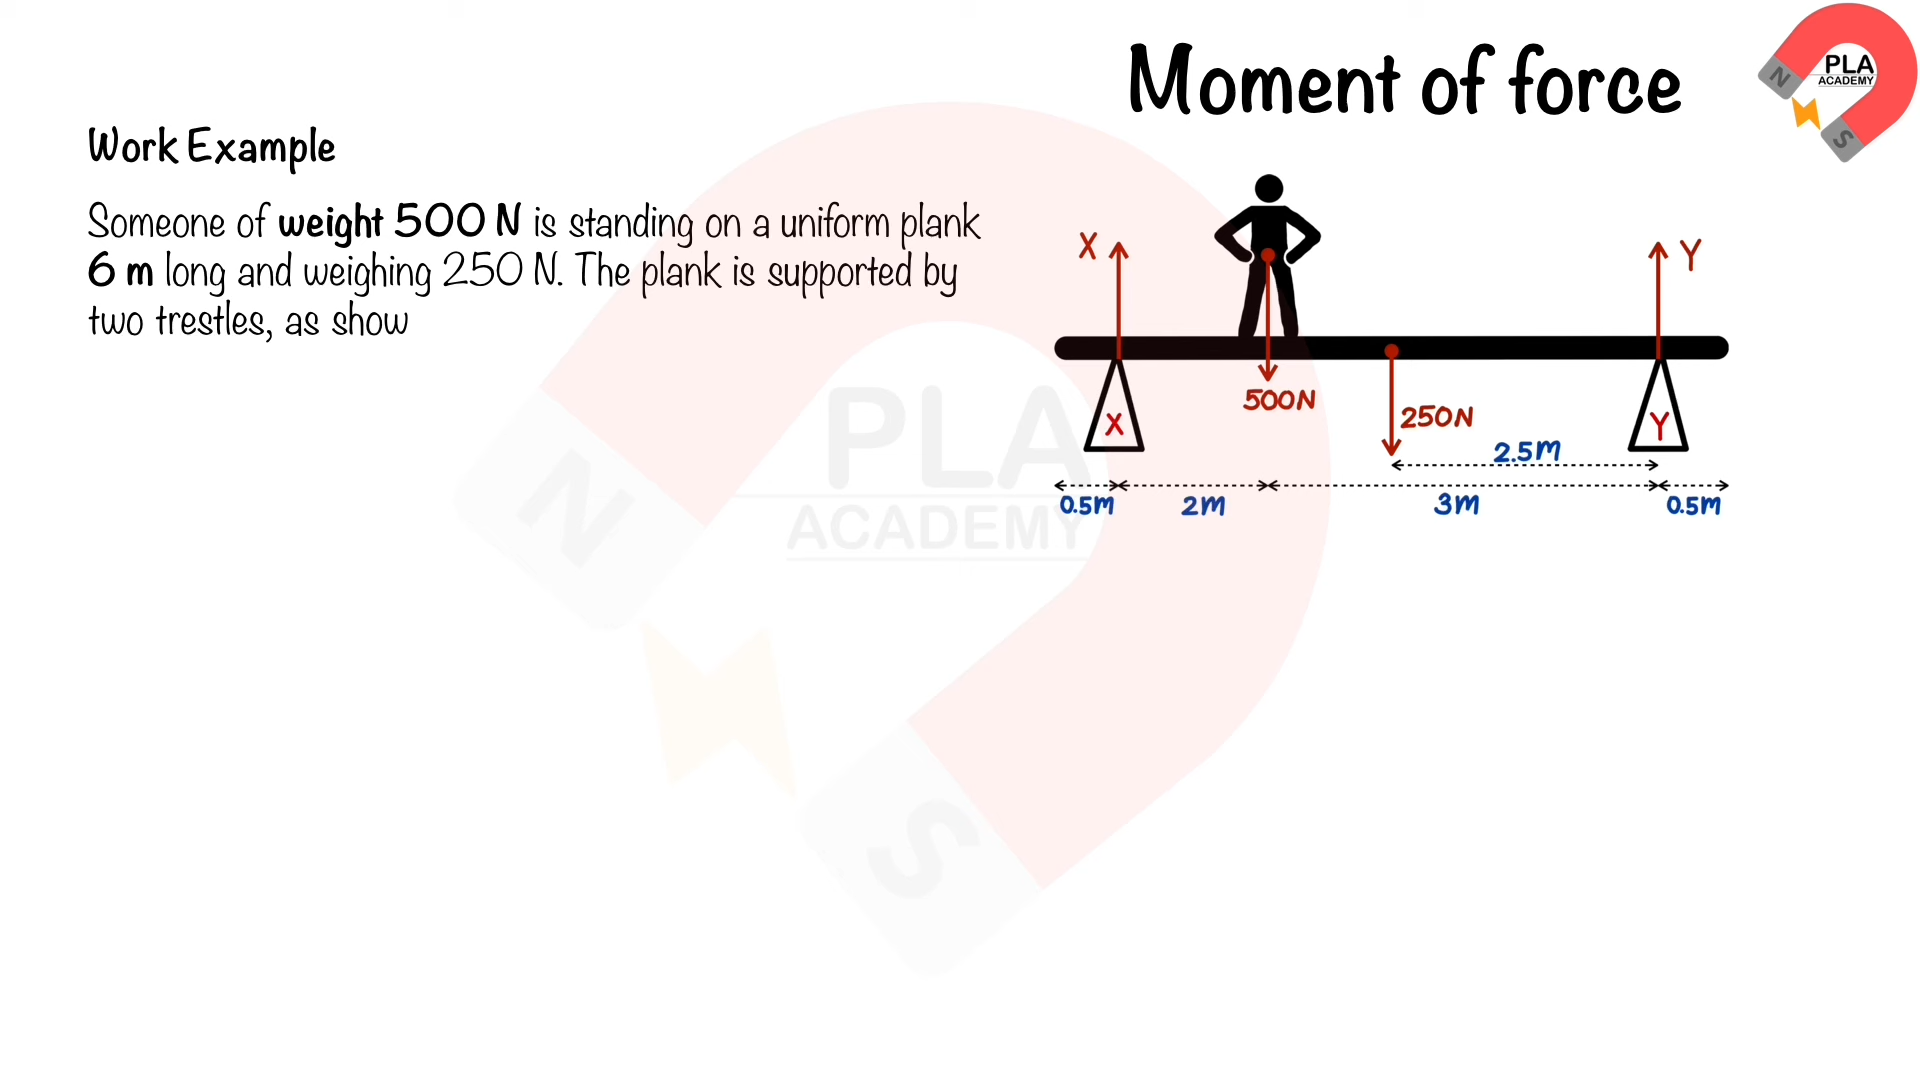 Moment of force
N
PLA
ACADEMY
S
Work Example
Someone of weight 500 N is standing on a uniform plank
6 m long and weighing 250 N. The plank is supported by
two trestles, as show
X
Y
500N
250N
X
Y
2.5m
0.5m
2m
3m
0.5m
PLA
ACADEMY
N
S